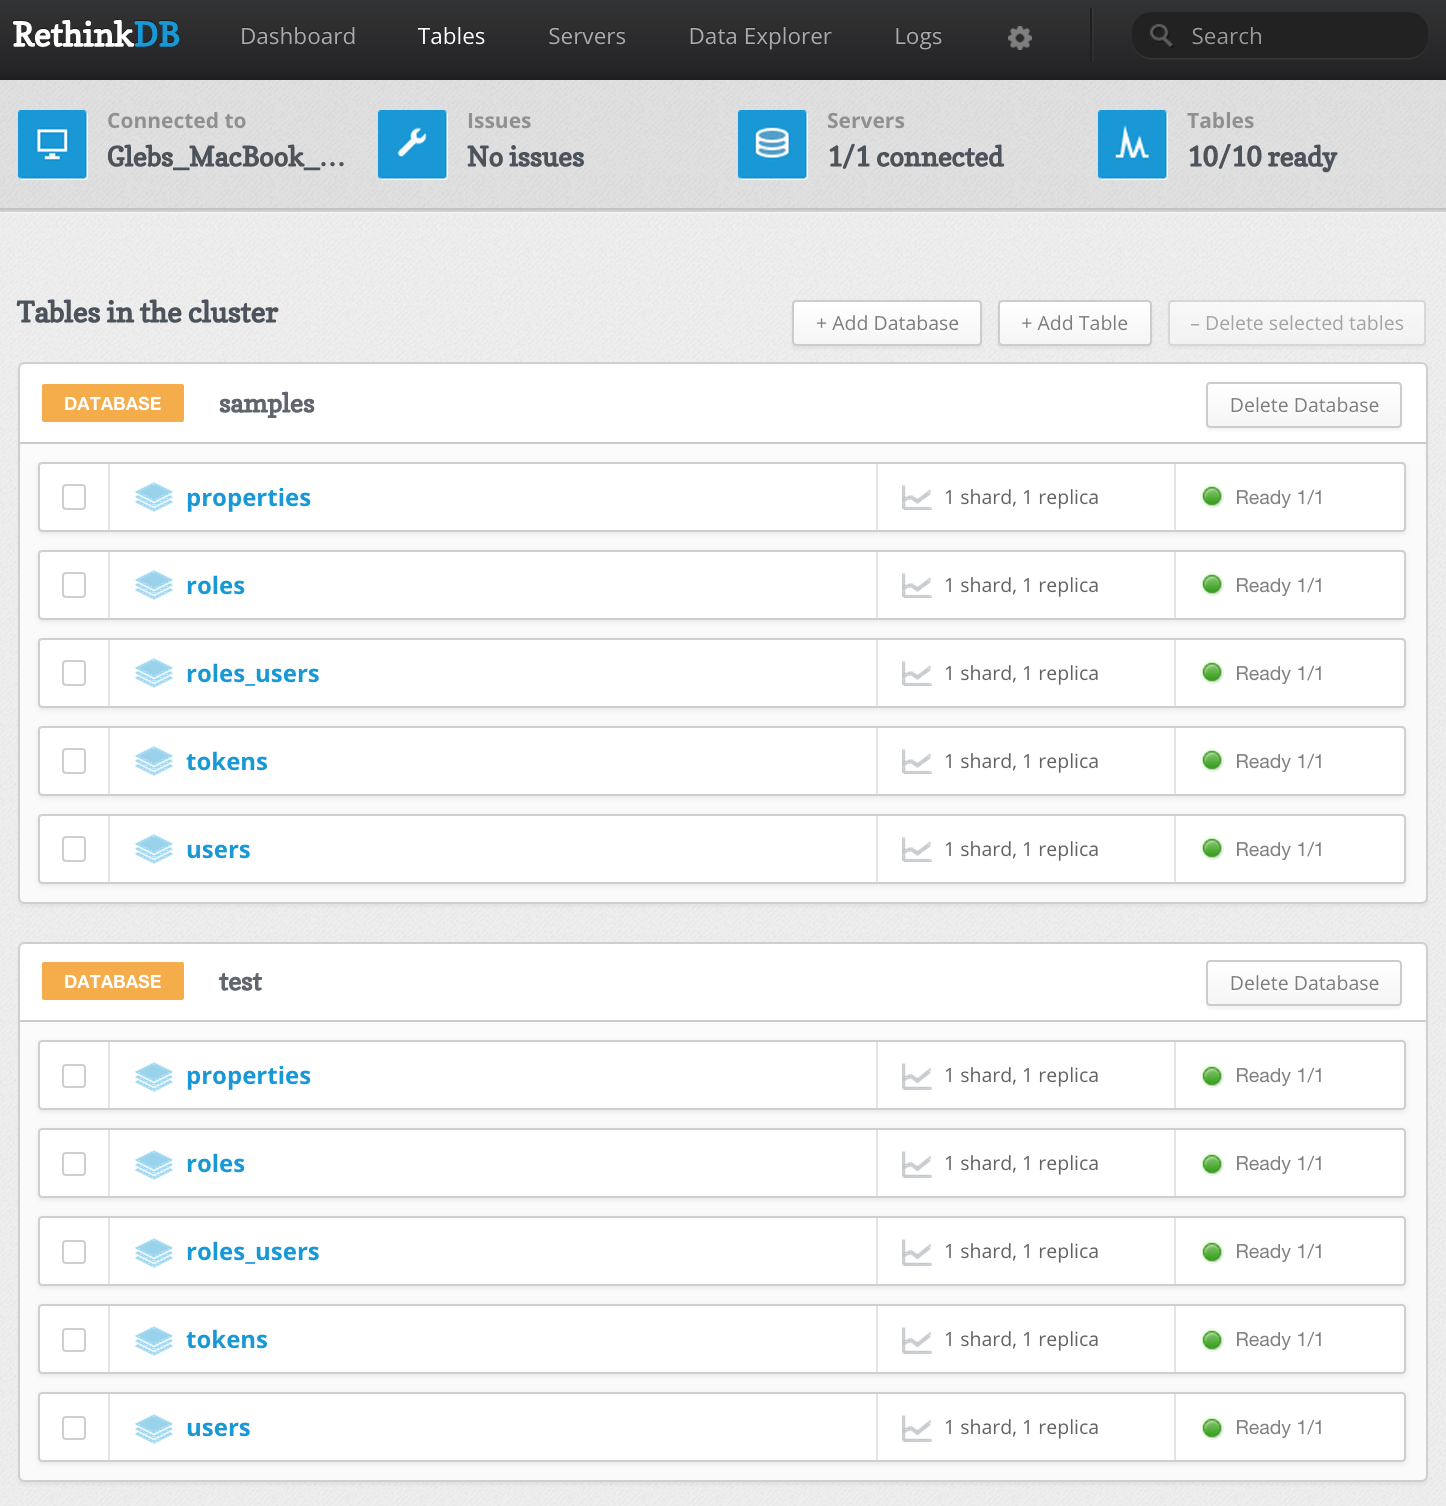 RethinkDB Dashboard Tables Servers Data Explorer Logs Search
Connected to Issues Servers Tables
Glebs_MacBook_... No issues 1/1 connected 10/10 ready
Tables in the cluster + Add Database + Add Table – Delete selected tables
DATABASE samples Delete Database
properties 1 shard, 1 replica Ready 1/1
roles 1 shard, 1 replica Ready 1/1
roles_users 1 shard, 1 replica Ready 1/1
tokens 1 shard, 1 replica Ready 1/1
users 1 shard, 1 replica Ready 1/1
DATABASE test Delete Database
properties 1 shard, 1 replica Ready 1/1
roles 1 shard, 1 replica Ready 1/1
roles_users 1 shard, 1 replica Ready 1/1
tokens 1 shard, 1 replica Ready 1/1
users 1 shard, 1 replica Ready 1/1